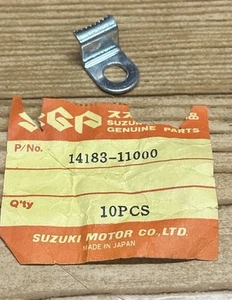 SGP
SUZUKI
GENUINE PARTS
P/No.
14183-11000
Q'ty
10PCS
SUZUKI MOTOR CO.,LTD.
MADE IN JAPAN